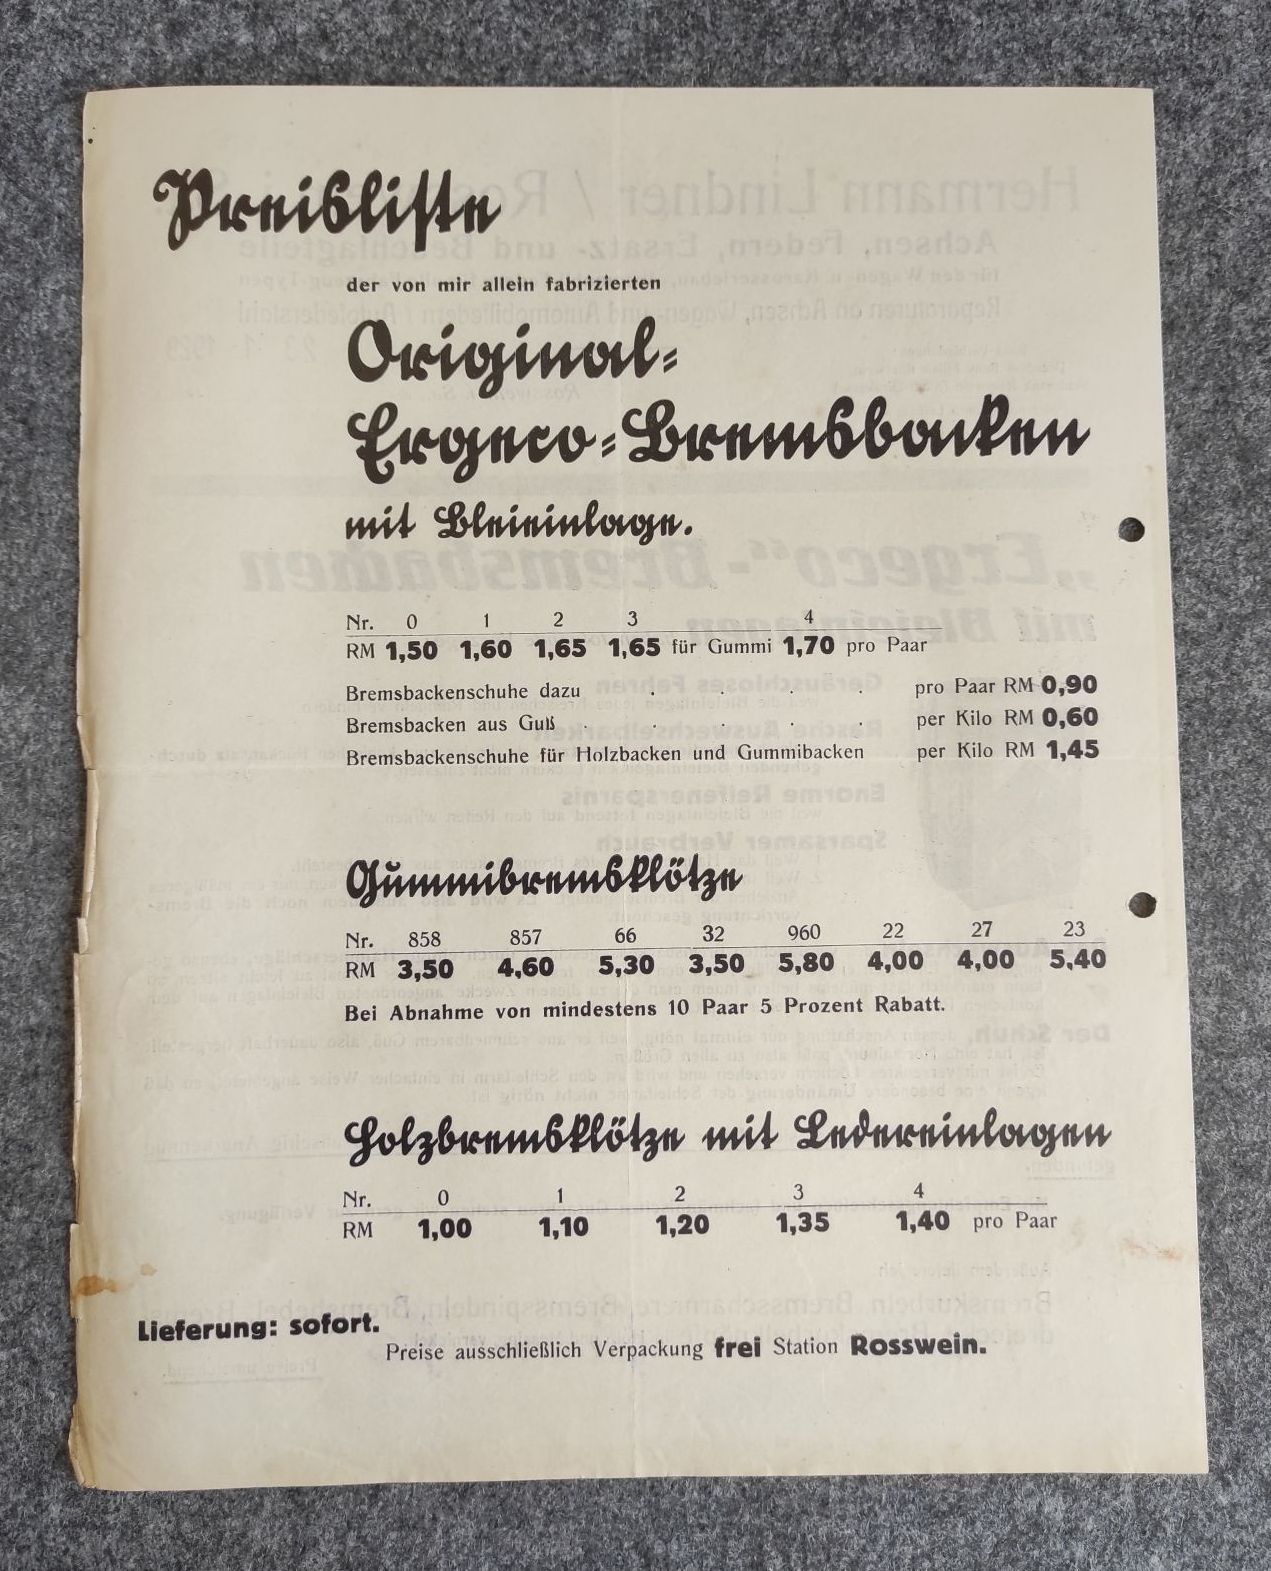 Preisliste
der von mir allein fabrizierten
Original-
Ergeco-Bremsbacken
mit Bleieinlage.
Nr. 0 1 2 3 4
RM 1,50 1,60 1,65 1,65 für Gummi 1,70 pro Paar
Bremsbackenschuhe dazu . . . . pro Paar RM 0,90
Bremsbacken aus Guß . . . . per Kilo RM 0,60
Bremsbackenschuhe für Holzbacken und Gummibacken per Kilo RM 1,45
Gummibremsklötze
Nr. 858 857 66 32 960 22 27 23
RM 3,50 4,60 5,30 3,50 5,80 4,00 4,00 5,40
Bei Abnahme von mindestens 10 Paar 5 Prozent Rabatt.
Holzbremsklötze mit Ledereinlagen
Nr. 0 1 2 3 4
RM 1,00 1,10 1,20 1,35 1,40 pro Paar
Lieferung: sofort.
Preise ausschließlich Verpackung frei Station Rosswein.